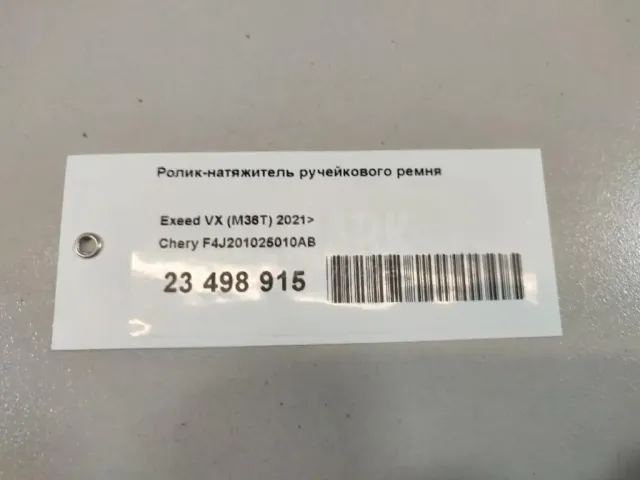 Ролик-натяжитель ручейкового ремня
Exeed VX (M36T) 2021>
Chery F4J201025010AB
23 498 915